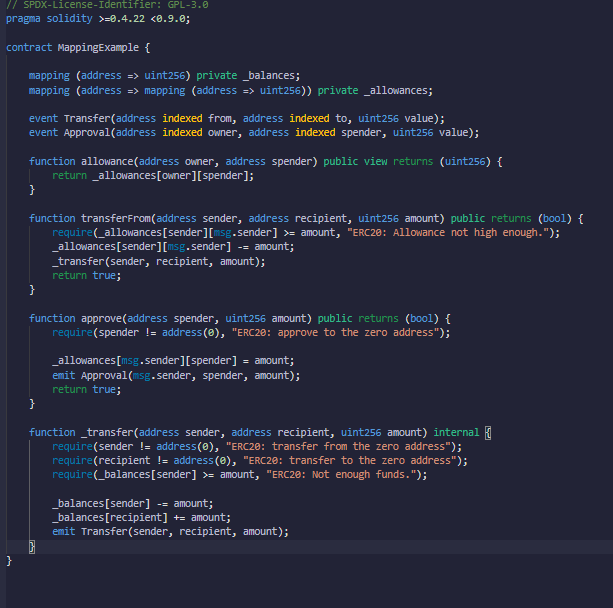 // SPDX-License-Identifier: GPL-3.0
pragma solidity >=0.4.22 <0.9.0;

contract MappingExample {

    mapping (address => uint256) private _balances;
    mapping (address => mapping (address => uint256)) private _allowances;

    event Transfer(address indexed from, address indexed to, uint256 value);
    event Approval(address indexed owner, address indexed spender, uint256 value);

    function allowance(address owner, address spender) public view returns (uint256) {
        return _allowances[owner][spender];
    }

    function transferFrom(address sender, address recipient, uint256 amount) public returns (bool) {
        require(_allowances[sender][msg.sender] >= amount, "ERC20: Allowance not high enough.");
        _allowances[sender][msg.sender] -= amount;
        _transfer(sender, recipient, amount);
        return true;
    }

    function approve(address spender, uint256 amount) public returns (bool) {
        require(spender != address(0), "ERC20: approve to the zero address");

        _allowances[msg.sender][spender] = amount;
        emit Approval(msg.sender, spender, amount);
        return true;
    }

    function _transfer(address sender, address recipient, uint256 amount) internal {
        require(sender != address(0), "ERC20: transfer from the zero address");
        require(recipient != address(0), "ERC20: transfer to the zero address");
        require(_balances[sender] >= amount, "ERC20: Not enough funds.");

        _balances[sender] -= amount;
        _balances[recipient] += amount;
        emit Transfer(sender, recipient, amount);
    }
}